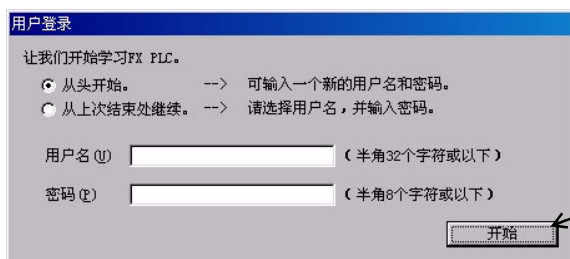 用户登录
让我们开始学习FX PLC。
从头开始。 --> 可输入一个新的用户名和密码。
从上次结束处继续。 --> 请选择用户名，并输入密码。
用户名(U) （半角32个字符或以下）
密码(P) （半角8个字符或以下）
开始